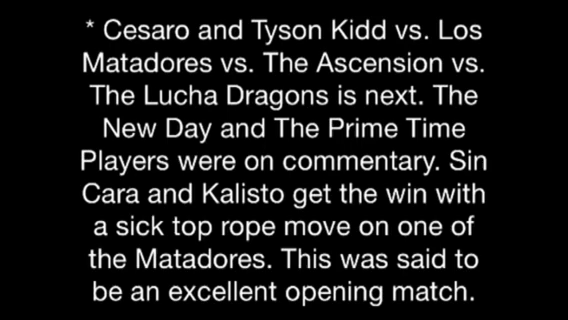 * Cesaro and Tyson Kidd vs. Los
Matadores vs. The Ascension vs.
The Lucha Dragons is next. The
New Day and The Prime Time
Players were on commentary. Sin
Cara and Kalisto get the win with
a sick top rope move on one of
the Matadores. This was said to
be an excellent opening match.